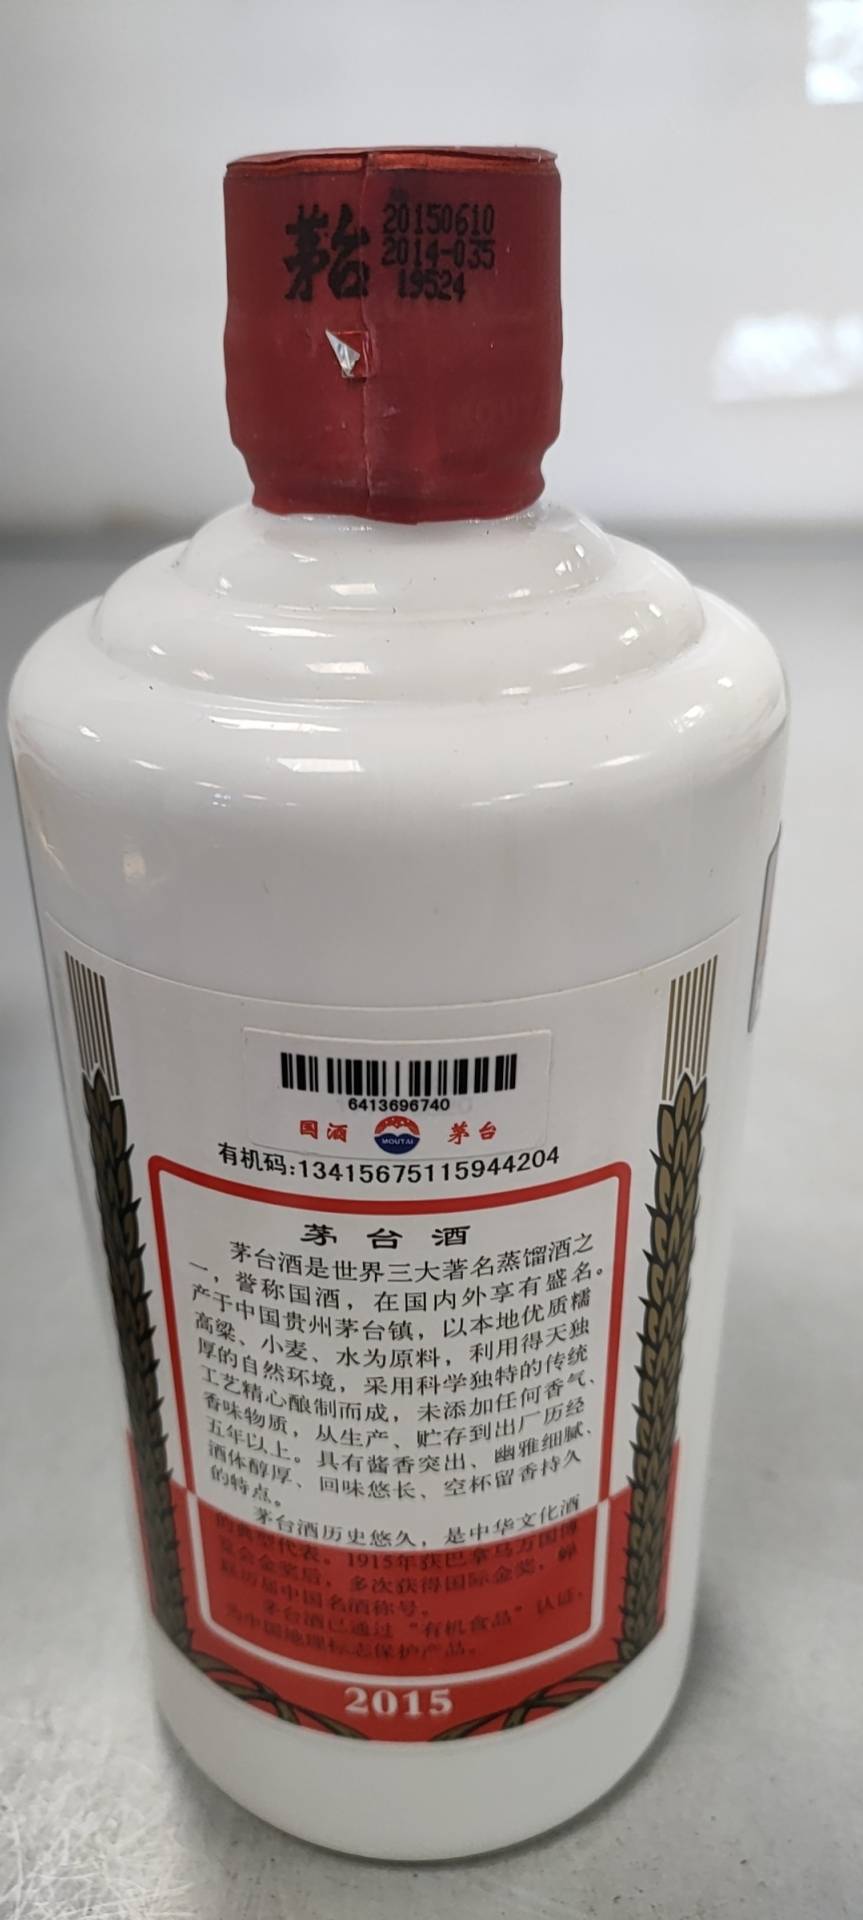 茅台
20150610
2014-035
19524
6413696740
国酒 MOUTAI 茅台
有机码:134156751159​44204
茅台酒
茅台酒是世界三大著名蒸馏酒之
一，誉称国酒，在国内外享有盛名。
产于中国贵州茅台镇，以本地优质糯
高粱、小麦、水为原料，利用得天独
厚的自然环境，采用科学独特的传统
工艺精心酿制而成，未添加任何香气、
香味物质，从生产、贮存到出厂历经
五年以上。具有酱香突出、幽雅细腻、
酒体醇厚、回味悠长、空杯留香持久
的特点。
茅台酒历史悠久，是中华文化酒
的典型代表。1915年获巴拿马万国博
览会金奖后，多次获得国际金奖，蝉
联历届中国名酒称号。
茅台酒已通过“有机食品”认证，
为中国地理标志保护产品。
2015